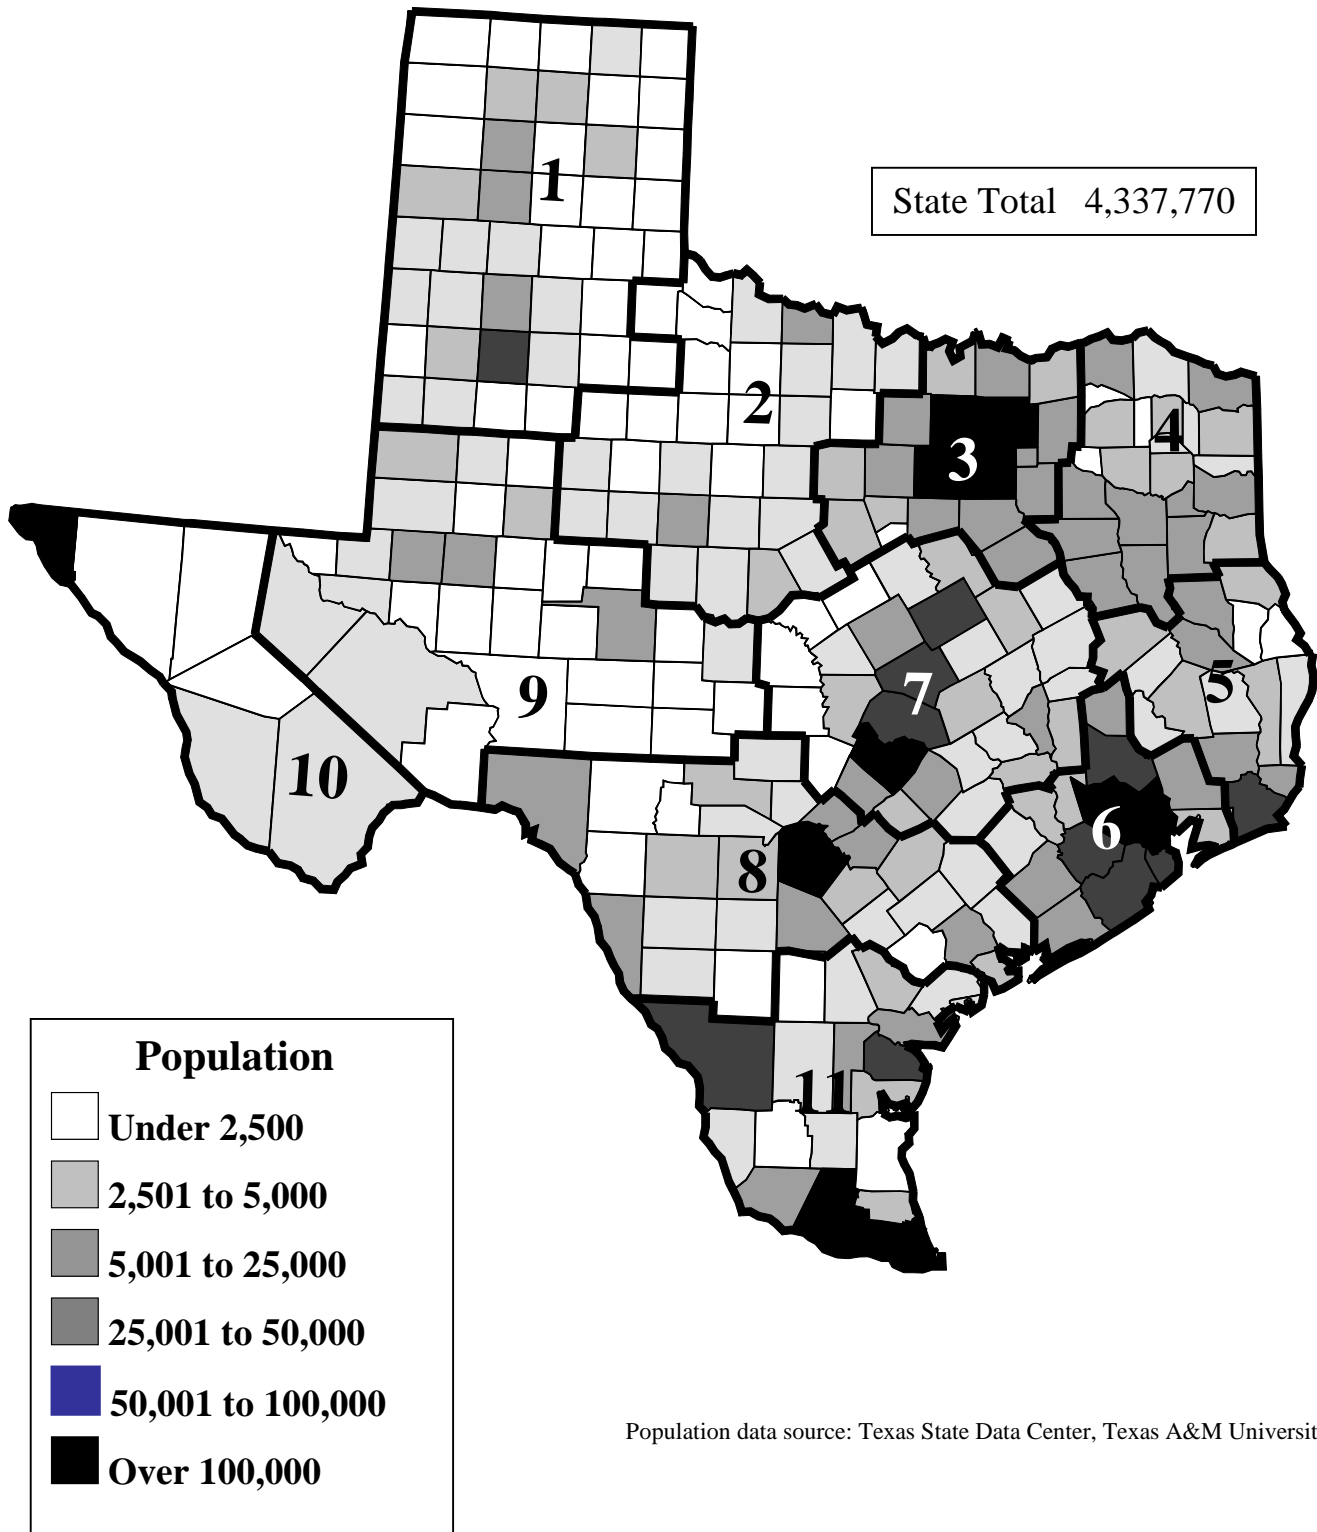 1
State Total 4,337,770
2
3
4
5
6
7
8
9
10
11
Population
Under 2,500
2,501 to 5,000
5,001 to 25,000
25,001 to 50,000
50,001 to 100,000
Over 100,000
Population data source: Texas State Data Center, Texas A&M Universit